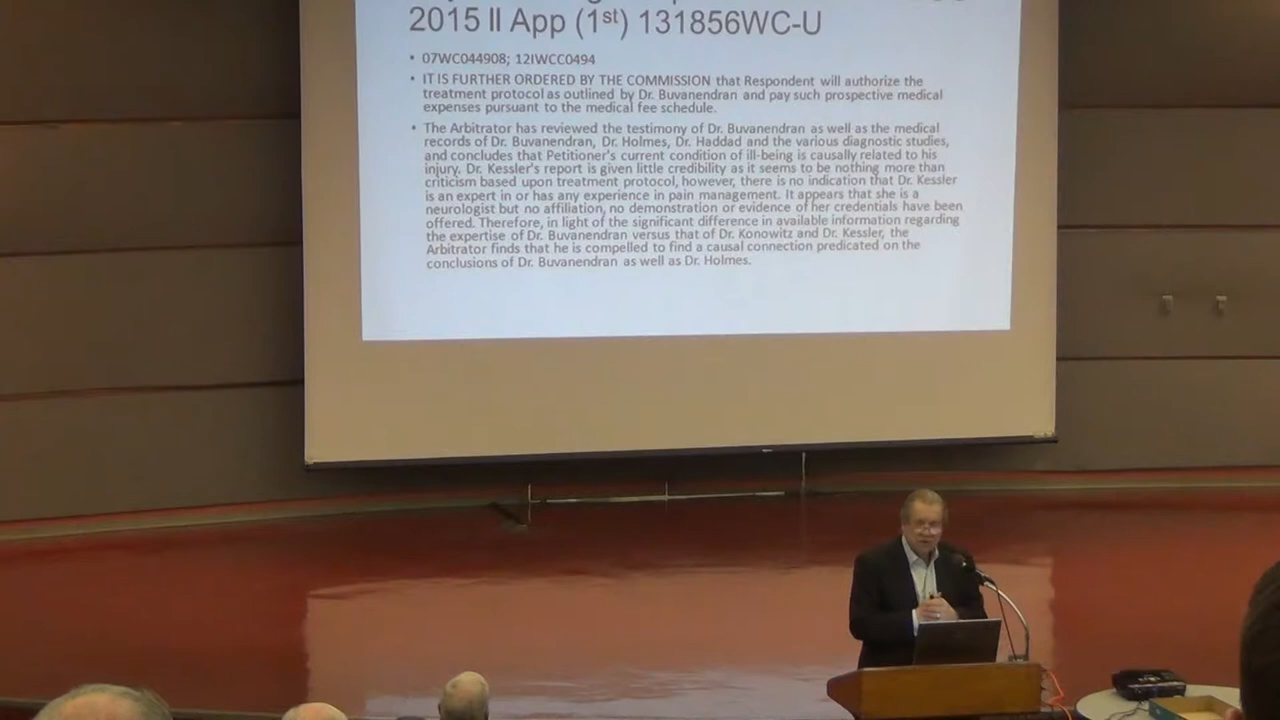 2015 Il App (1st) 131856WC-U
• 07WC044908; 12IWCC0494
• IT IS FURTHER ORDERED BY THE COMMISSION that Respondent will authorize the
treatment protocol as outlined by Dr. Buvanendran and pay such prospective medical
expenses pursuant to the medical fee schedule.
• The Arbitrator has reviewed the testimony of Dr. Buvanendran as well as the medical
records of Dr. Buvanendran, Dr. Holmes, Dr. Haddad and the various diagnostic studies,
and concludes that Petitioner's current condition of ill-being is causally related to his
injury. Dr. Kessler's report is given little credibility as it seems to be nothing more than
criticism based upon treatment protocol, however, there is no indication that Dr. Kessler
is an expert in or has any experience in pain management. It appears that she is a
neurologist but no affiliation, no demonstration or evidence of her credentials have been
offered. Therefore, in light of the significant difference in available information regarding
the expertise of Dr. Buvanendran versus that of Dr. Konowitz and Dr. Kessler, the
Arbitrator finds that he is compelled to find a causal connection predicated on the
conclusions of Dr. Buvanendran as well as Dr. Holmes.